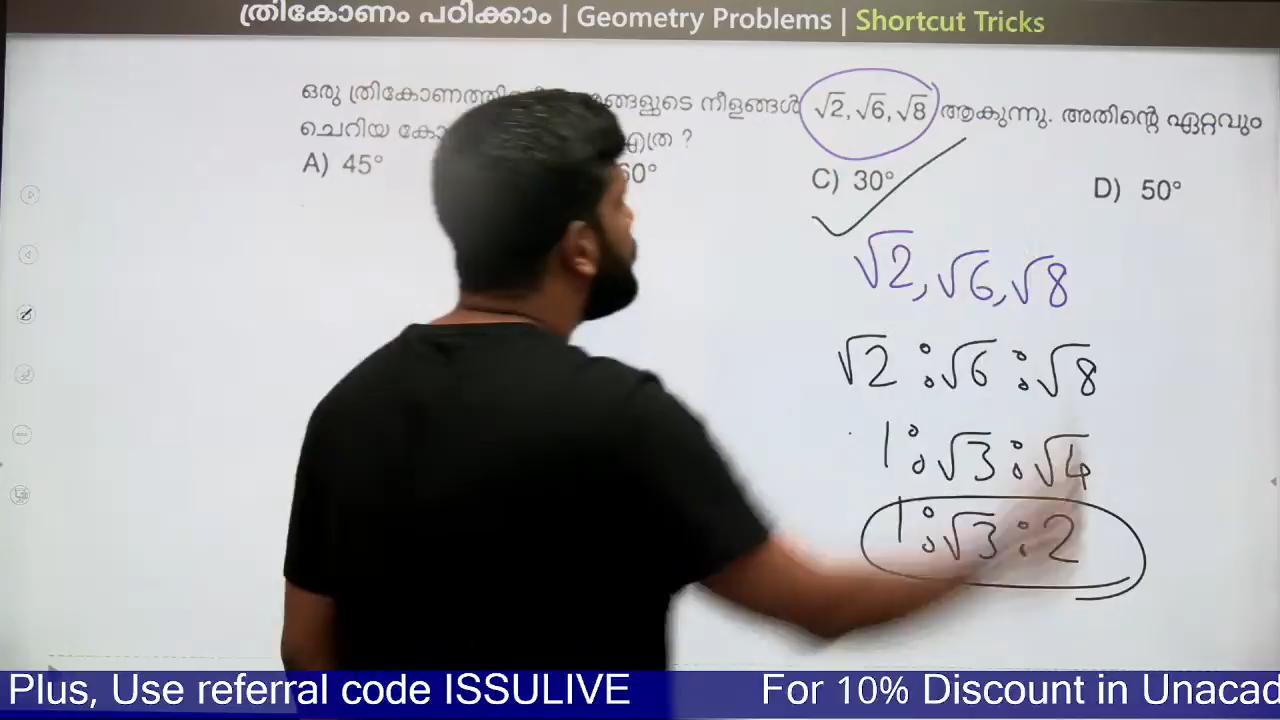 ത്രികോണം പഠിക്കാം | Geometry Problems | Shortcut Tricks
ഒരു ങ്ങളുടെ നീളങ്ങൾ √2, √6, √8 ആകുന്നു. അതിന്റെ ഏറ്റവും
ചെറിയ എത്ര ?
A) 45° 60° C) 30° D) 50°
√2, √6, √8
√2 : √6 : √8
1 : √3 : √4
1 : √3 : 2
Plus, Use referral code ISSULIVE For 10% Discount in Unacad